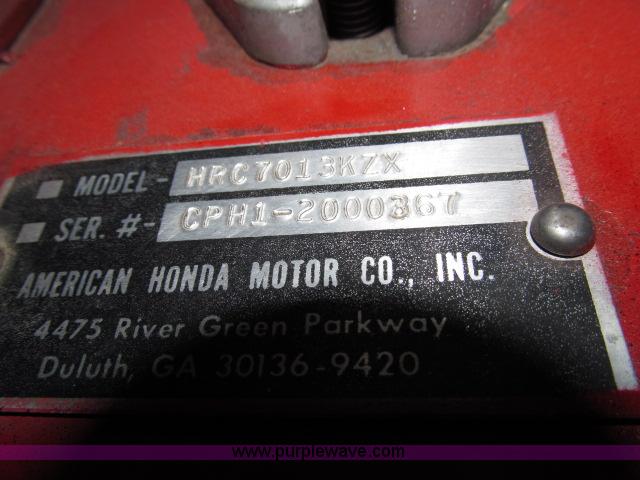 MODEL- HRC7013KZX
SER. #- CPH1-2000367
AMERICAN HONDA MOTOR CO., INC.
4475 River Green Parkway
Duluth, GA 30136-9420
www.purplewave.com